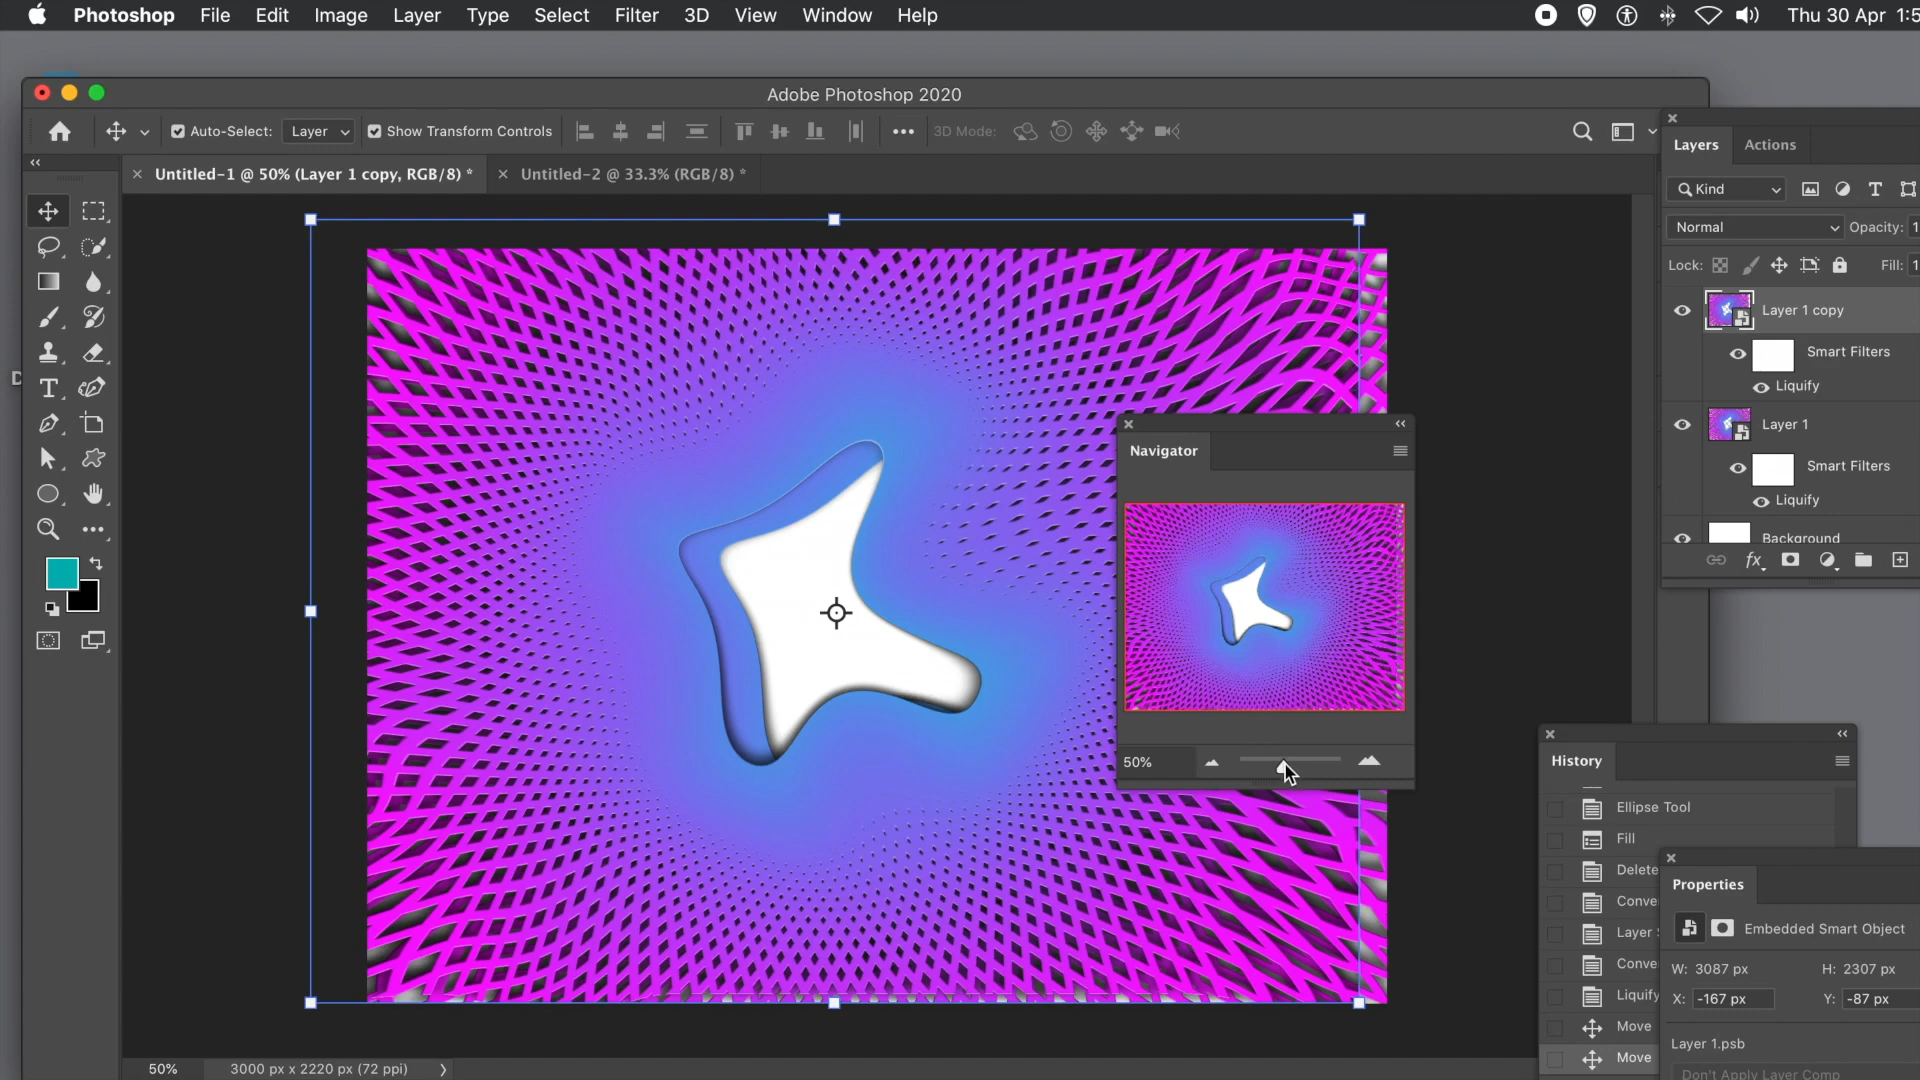 Photoshop File Edit Image Layer Type Select Filter 3D View Window Help Thu 30 Apr 1:5
Adobe Photoshop 2020
Auto-Select: Layer Show Transform Controls 3D Mode:
Untitled-1 @ 50% (Layer 1 copy, RGB/8) * Untitled-2 @ 33.3% (RGB/8) *
Layers Actions
Kind
Normal Opacity: 1
Lock: Fill: 1
Layer 1 copy
Smart Filters
Liquify
Layer 1
Smart Filters
Liquify
Background
Navigator
50%
History
Ellipse Tool
Fill
Delete
Conve
Layer
Conve
Liquify
Move
Move
Properties
Embedded Smart Object
W: 3087 px H: 2307 px
X: -167 px Y: -87 px
Layer 1.psb
Don't Apply Layer Comp
50% 3000 px x 2220 px (72 ppi)
D